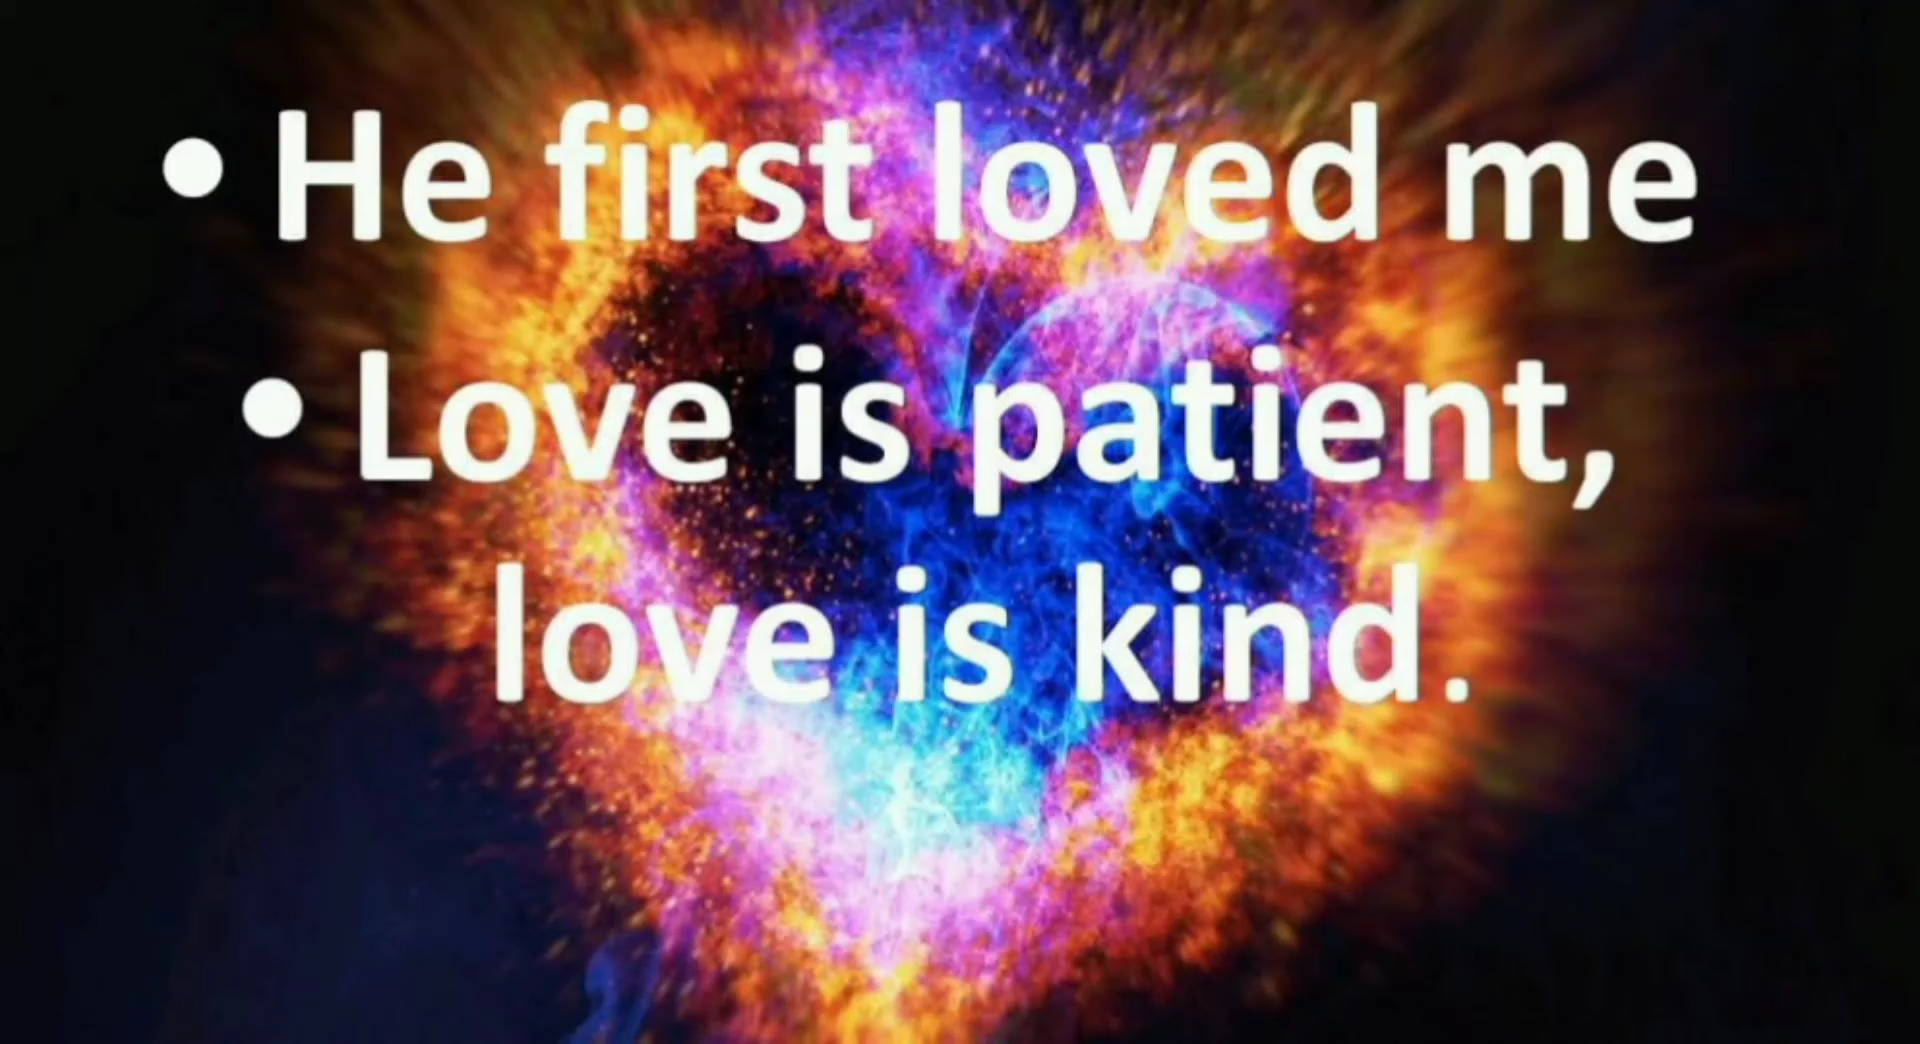 • He first loved me
• Love is patient,
love is kind.